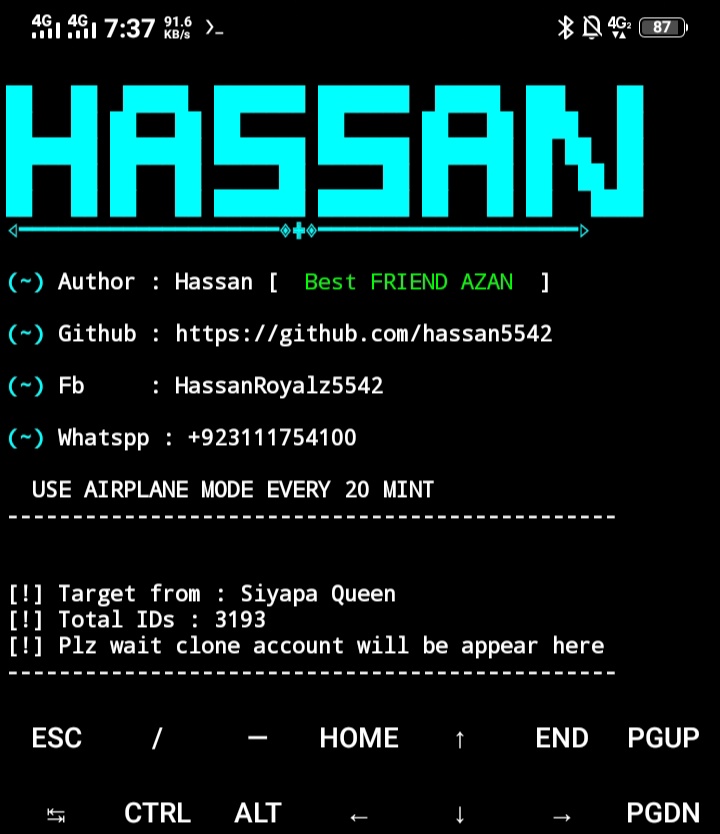 4G 4G 7:37 91.6 KB/s >_ 4G2 87
HASSAN
(~) Author : Hassan [ Best FRIEND AZAN ]
(~) Github : https://github.com/hassan5542
(~) Fb : HassanRoyalz5542
(~) Whatspp : +923111754100
USE AIRPLANE MODE EVERY 20 MINT
-----------------------------------------------
[!] Target from : Siyapa Queen
[!] Total IDs : 3193
[!] Plz wait clone account will be appear here
-----------------------------------------------
ESC / — HOME ↑ END PGUP
↹ CTRL ALT ← ↓ → PGDN